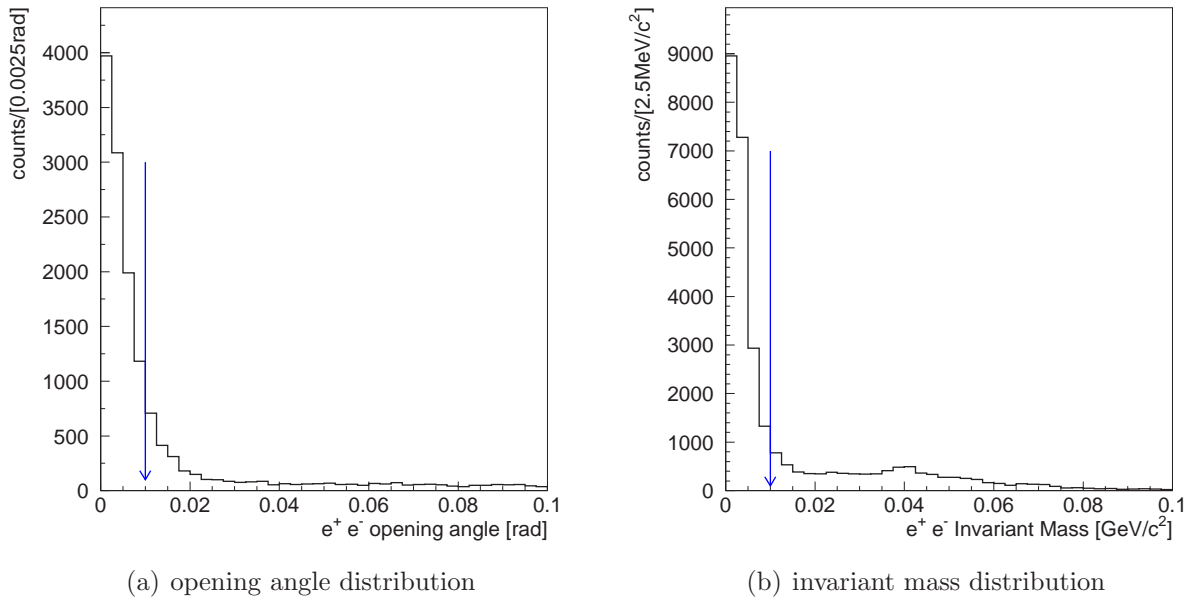 counts/[0.0025rad]
4000
3500
3000
2500
2000
1500
1000
500
0
0 0.02 0.04 0.06 0.08 0.1
e+ e- opening angle [rad]
(a) opening angle distribution
counts/[2.5MeV/c²]
9000
8000
7000
6000
5000
4000
3000
2000
1000
0
0 0.02 0.04 0.06 0.08 0.1
e+ e- Invariant Mass [GeV/c²]
(b) invariant mass distribution